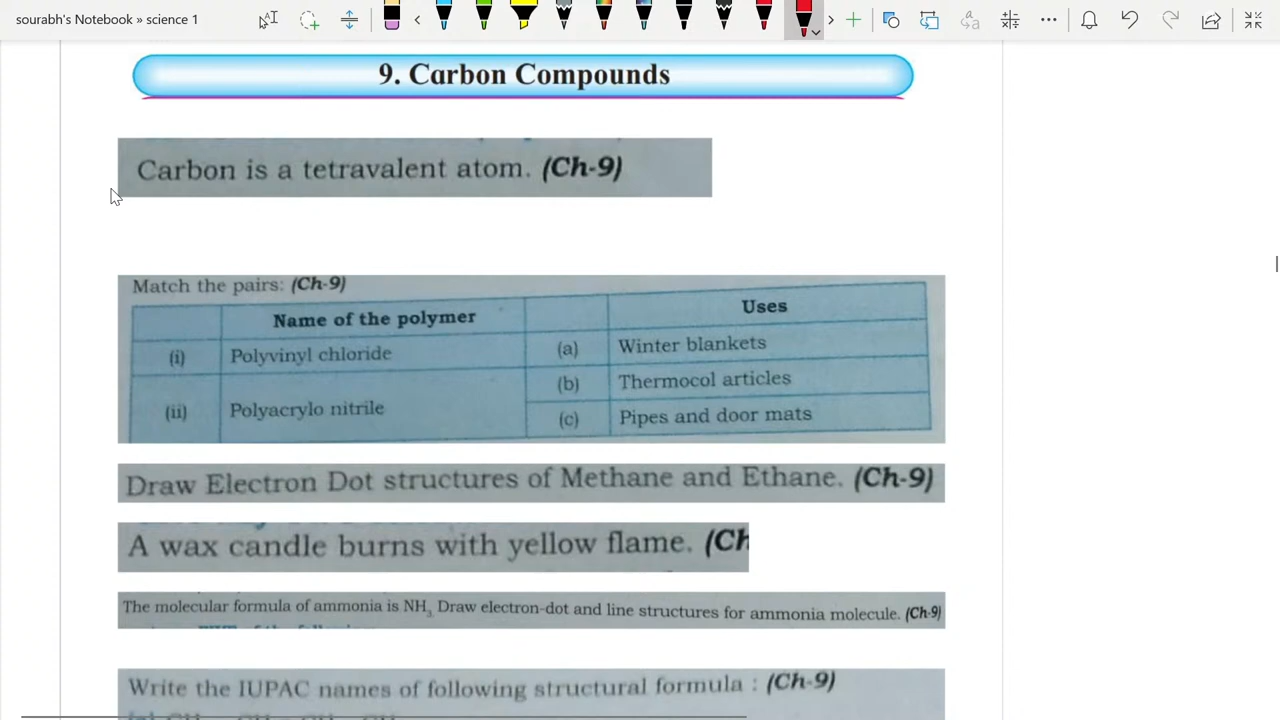 sourabh's Notebook » science 1
9. Carbon Compounds
Carbon is a tetravalent atom. (Ch-9)
Match the pairs: (Ch-9)
Name of the polymer Uses
(i) Polyvinyl chloride (a) Winter blankets
(b) Thermocol articles
(ii) Polyacrylo nitrile
(c) Pipes and door mats
Draw Electron Dot structures of Methane and Ethane. (Ch-9)
A wax candle burns with yellow flame. (Ch
The molecular formula of ammonia is NH3 Draw electron-dot and line structures for ammonia molecule. (Ch-9)
Write the IUPAC names of following structural formula : (Ch-9)